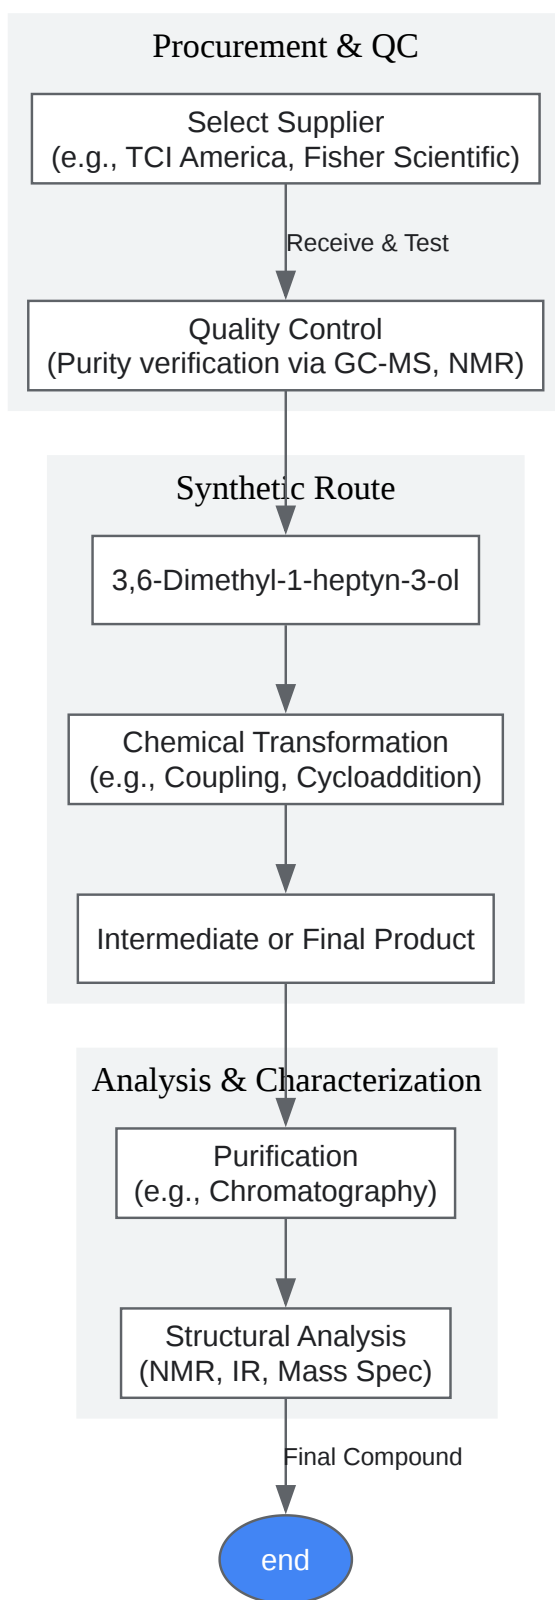 Procurement & QC
Select Supplier
(e.g., TCI America, Fisher Scientific)
Receive & Test
Quality Control
(Purity verification via GC-MS, NMR)
Synthetic Route
3,6-Dimethyl-1-heptyn-3-ol
Chemical Transformation
(e.g., Coupling, Cycloaddition)
Intermediate or Final Product
Analysis & Characterization
Purification
(e.g., Chromatography)
Structural Analysis
(NMR, IR, Mass Spec)
Final Compound
end